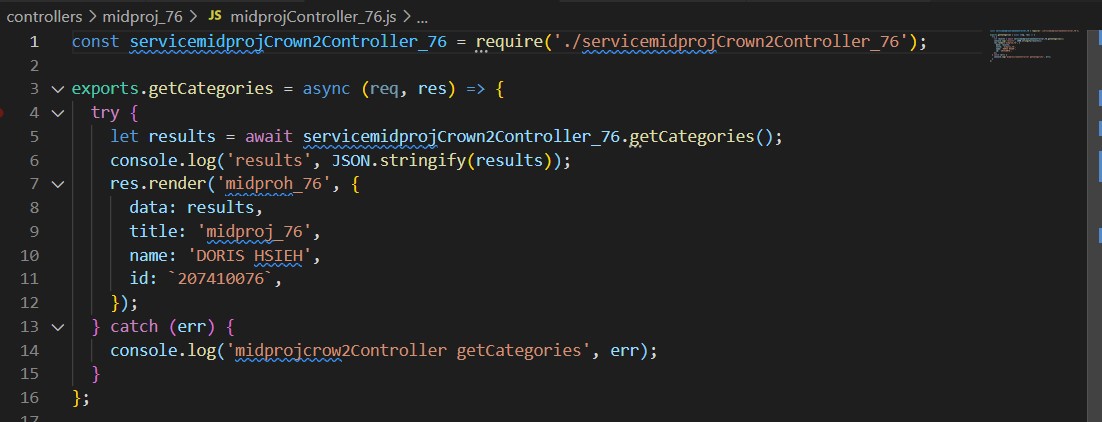 controllers > midproj_76 > JS midprojController_76.js > ...
1 const servicemidprojCrown2Controller_76 = require('./servicemidprojCrown2Controller_76');
2
3 exports.getCategories = async (req, res) => {
4 try {
5 let results = await servicemidprojCrown2Controller_76.getCategories();
6 console.log('results', JSON.stringify(results));
7 res.render('midproh_76', {
8 data: results,
9 title: 'midproj_76',
10 name: 'DORIS HSIEH',
11 id: `207410076`,
12 });
13 } catch (err) {
14 console.log('midprojcrow2Controller getCategories', err);
15 }
16 };
17